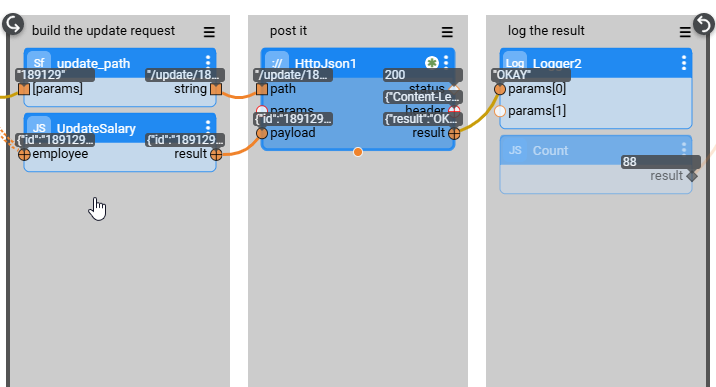 build the update request
Sf update_path
"189129"
"/update/18...
[params]
string
JS UpdateSalary
{"id":"189129...
{"id":"189129...
employee
result
post it
:// HttpJson1
"/update/18...
200
path
status
{"Content-Le...
params
header
{"id":"189129...
{"result":"OK...
payload
result
log the result
Log Logger2
"OKAY"
params[0]
params[1]
JS Count
88
result